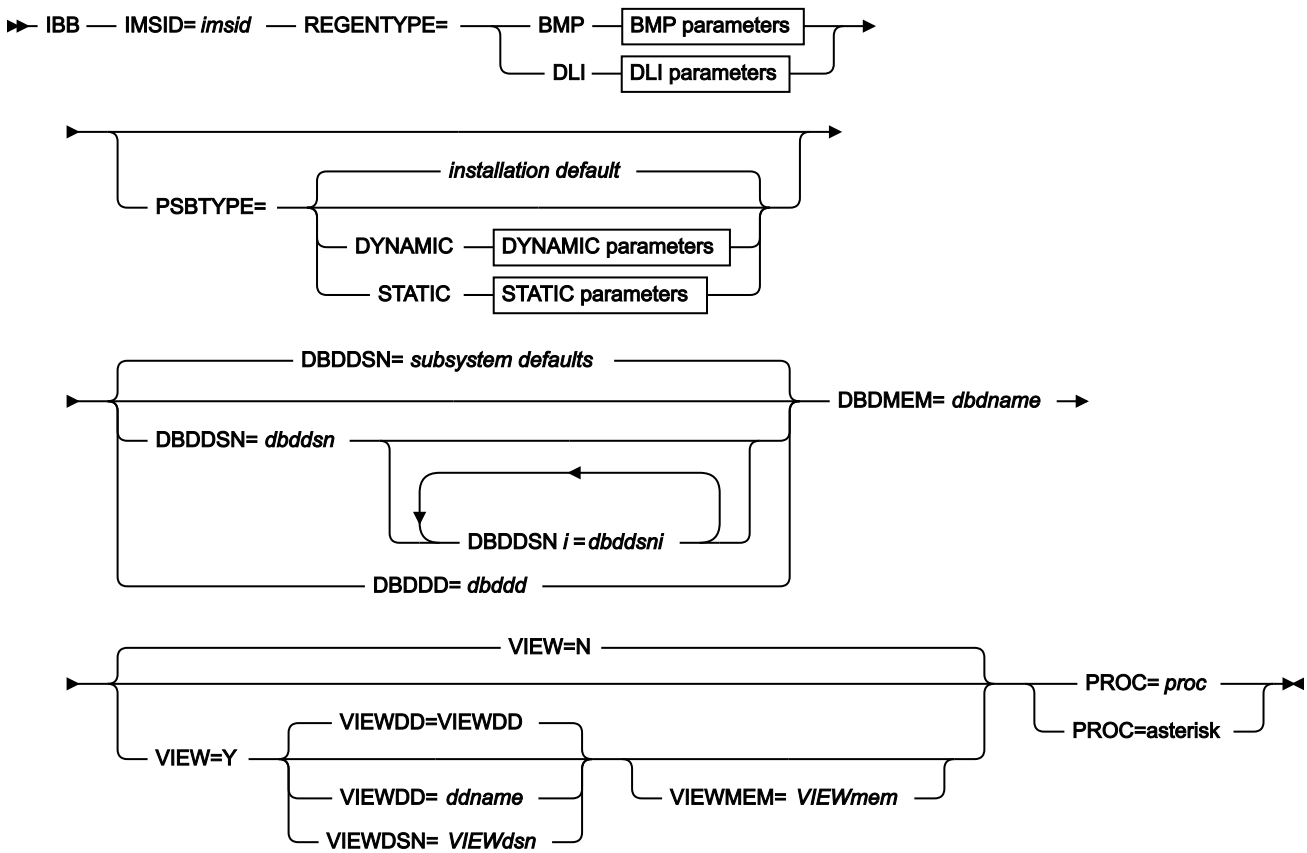 IBB IMSID= imsid REGENTYPE= BMP BMP parameters
DLI DLI parameters
installation default
PSBTYPE=
DYNAMIC DYNAMIC parameters
STATIC STATIC parameters
DBDDSN= subsystem defaults
DBDMEM= dbdname
DBDDSN= dbddsn
DBDDSN i =dbddsni
DBDDD= dbddd
VIEW=N
PROC= proc
VIEWDD=VIEWDD
PROC=asterisk
VIEW=Y
VIEWDD= ddname
VIEWMEM= VIEWmem
VIEWDSN= VIEWdsn